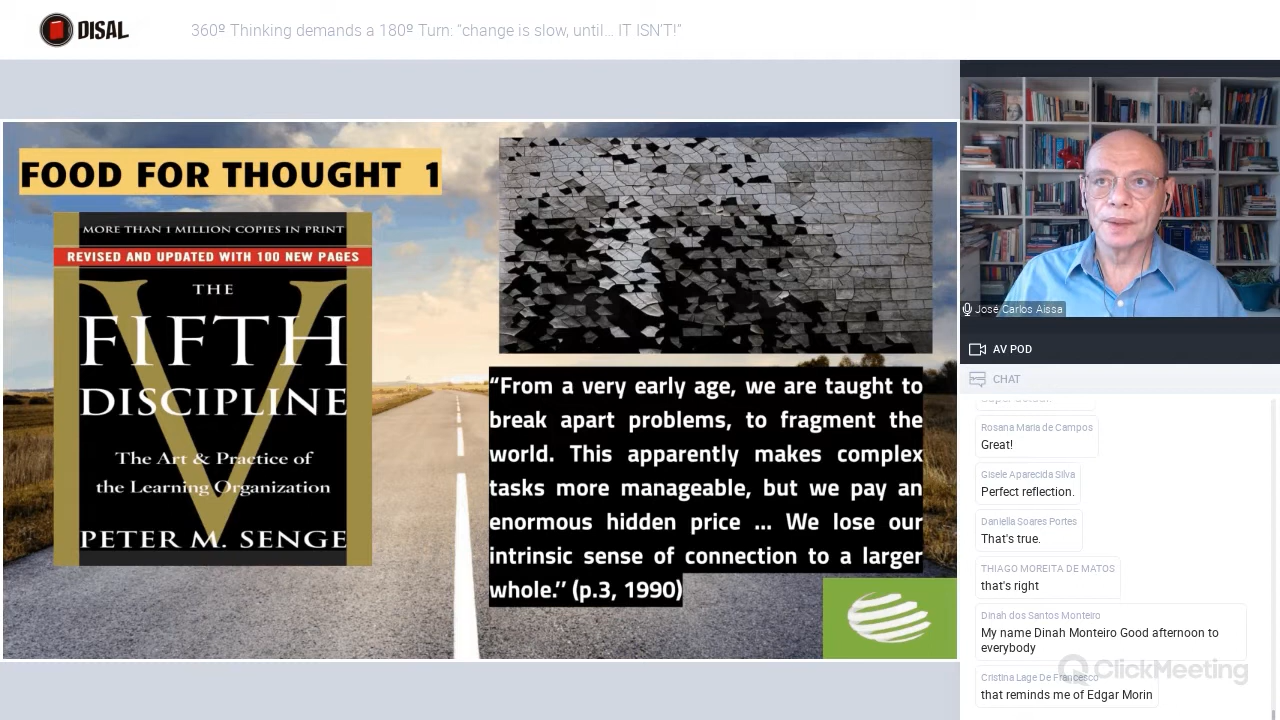 DISAL
360º Thinking demands a 180º Turn: “change is slow, until... IT ISN'T!”
FOOD FOR THOUGHT 1
MORE THAN 1 MILLION COPIES IN PRINT
REVISED AND UPDATED WITH 100 NEW PAGES
THE
FIFTH
DISCIPLINE
The Art & Practice of
the Learning Organization
PETER M. SENGE
“From a very early age, we are taught to
break apart problems, to fragment the
world. This apparently makes complex
tasks more manageable, but we pay an
enormous hidden price ... We lose our
intrinsic sense of connection to a larger
whole.’’ (p.3, 1990)
José Carlos Aissa
AV POD
CHAT
Rosana Maria de Campos
Great!
Gisele Aparecida Silva
Perfect reflection.
Daniella Soares Portes
That's true.
THIAGO MOREITA DE MATOS
that's right
Dinah dos Santos Monteiro
My name Dinah Monteiro Good afternoon to
everybody
Cristina Lage De Francesco
that reminds me of Edgar Morin
ClickMeeting